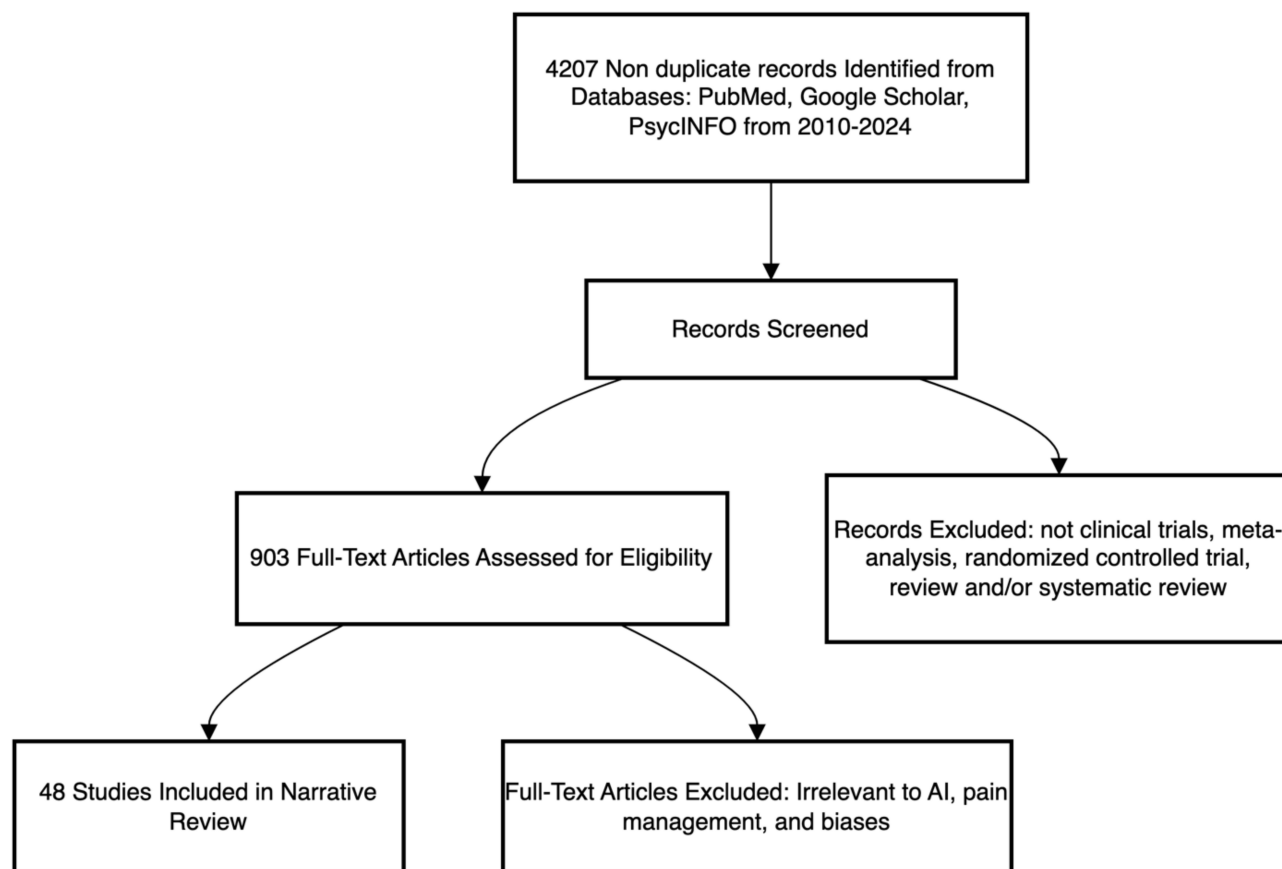 4207 Non duplicate records Identified from
Databases: PubMed, Google Scholar,
PsycINFO from 2010-2024
Records Screened
903 Full-Text Articles Assessed for Eligibility
Records Excluded: not clinical trials, meta-
analysis, randomized controlled trial,
review and/or systematic review
48 Studies Included in Narrative
Review
Full-Text Articles Excluded: Irrelevant to AI, pain
management, and biases